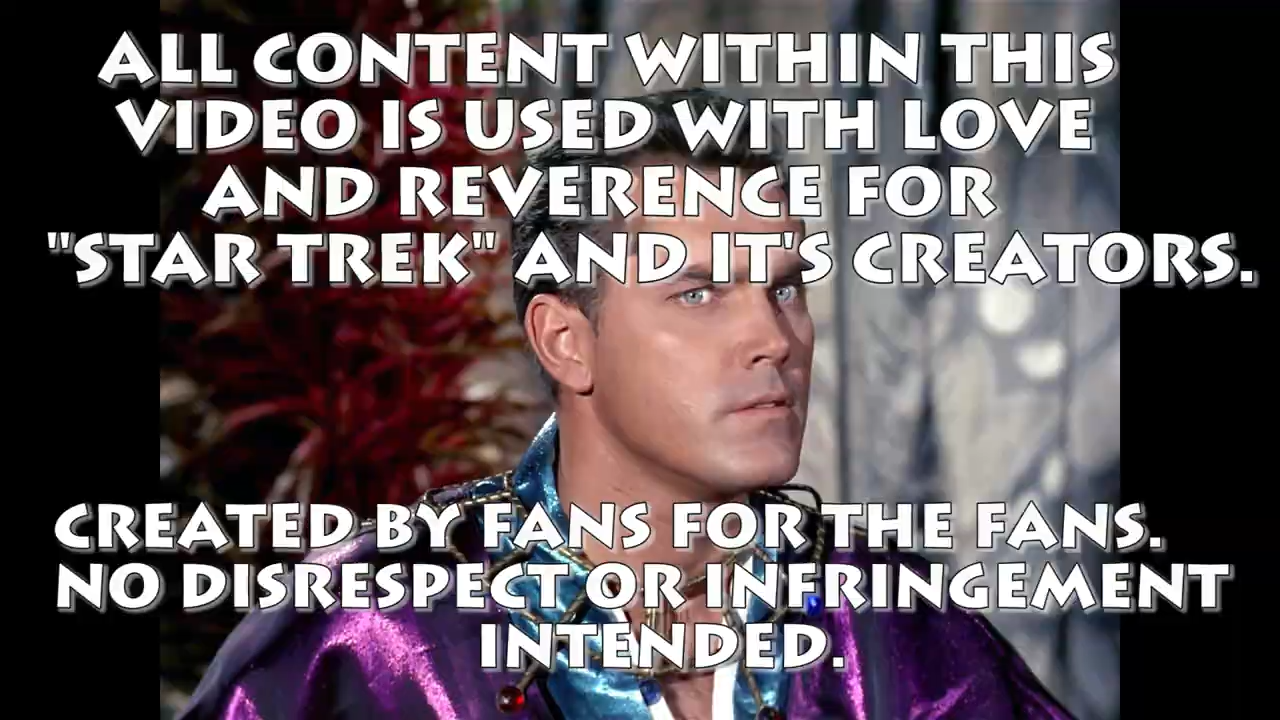 ALL CONTENT WITHIN THIS
VIDEO IS USED WITH LOVE
AND REVERENCE FOR
"STAR TREK" AND IT'S CREATORS.
CREATED BY FANS FOR THE FANS.
NO DISRESPECT OR INFRINGEMENT
INTENDED.